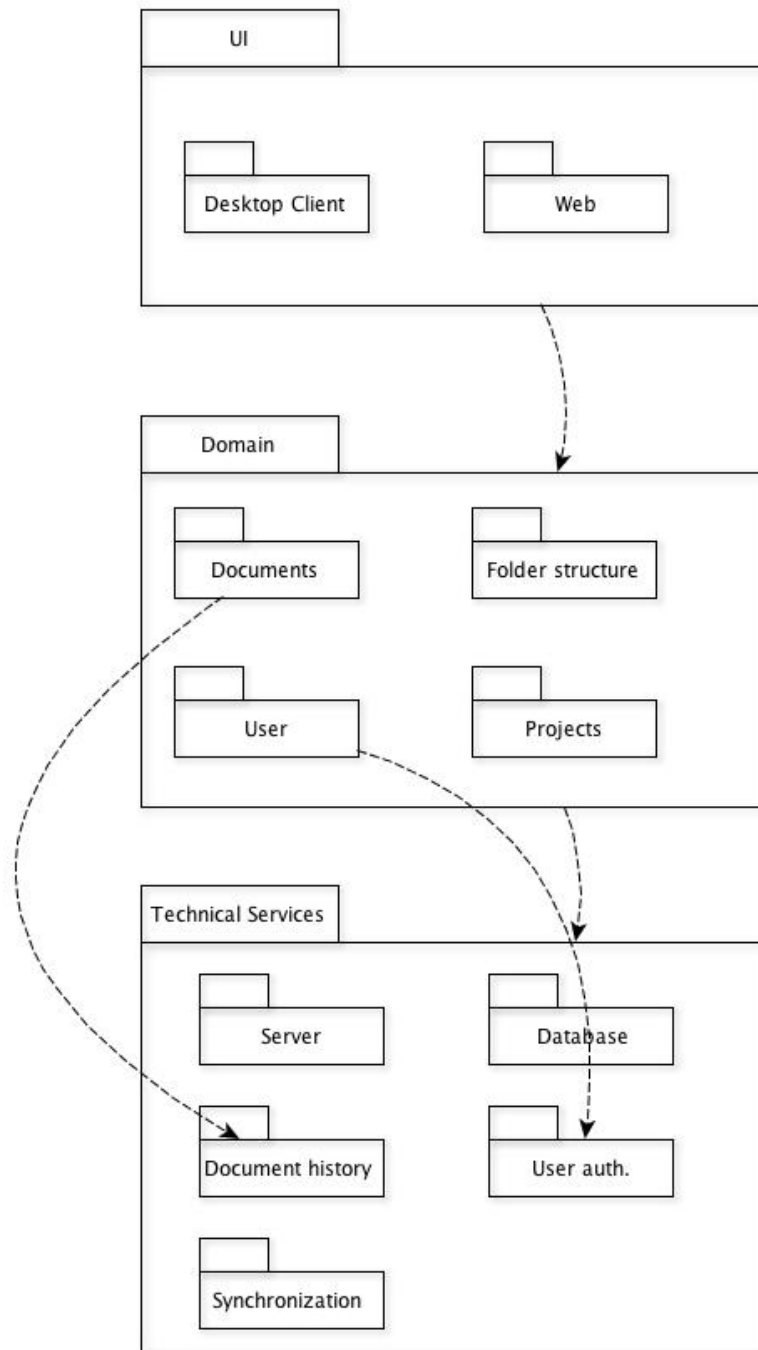 UI
Desktop Client
Web
Domain
Documents
Folder structure
User
Projects
Technical Services
Server
Database
Document history
User auth.
Synchronization